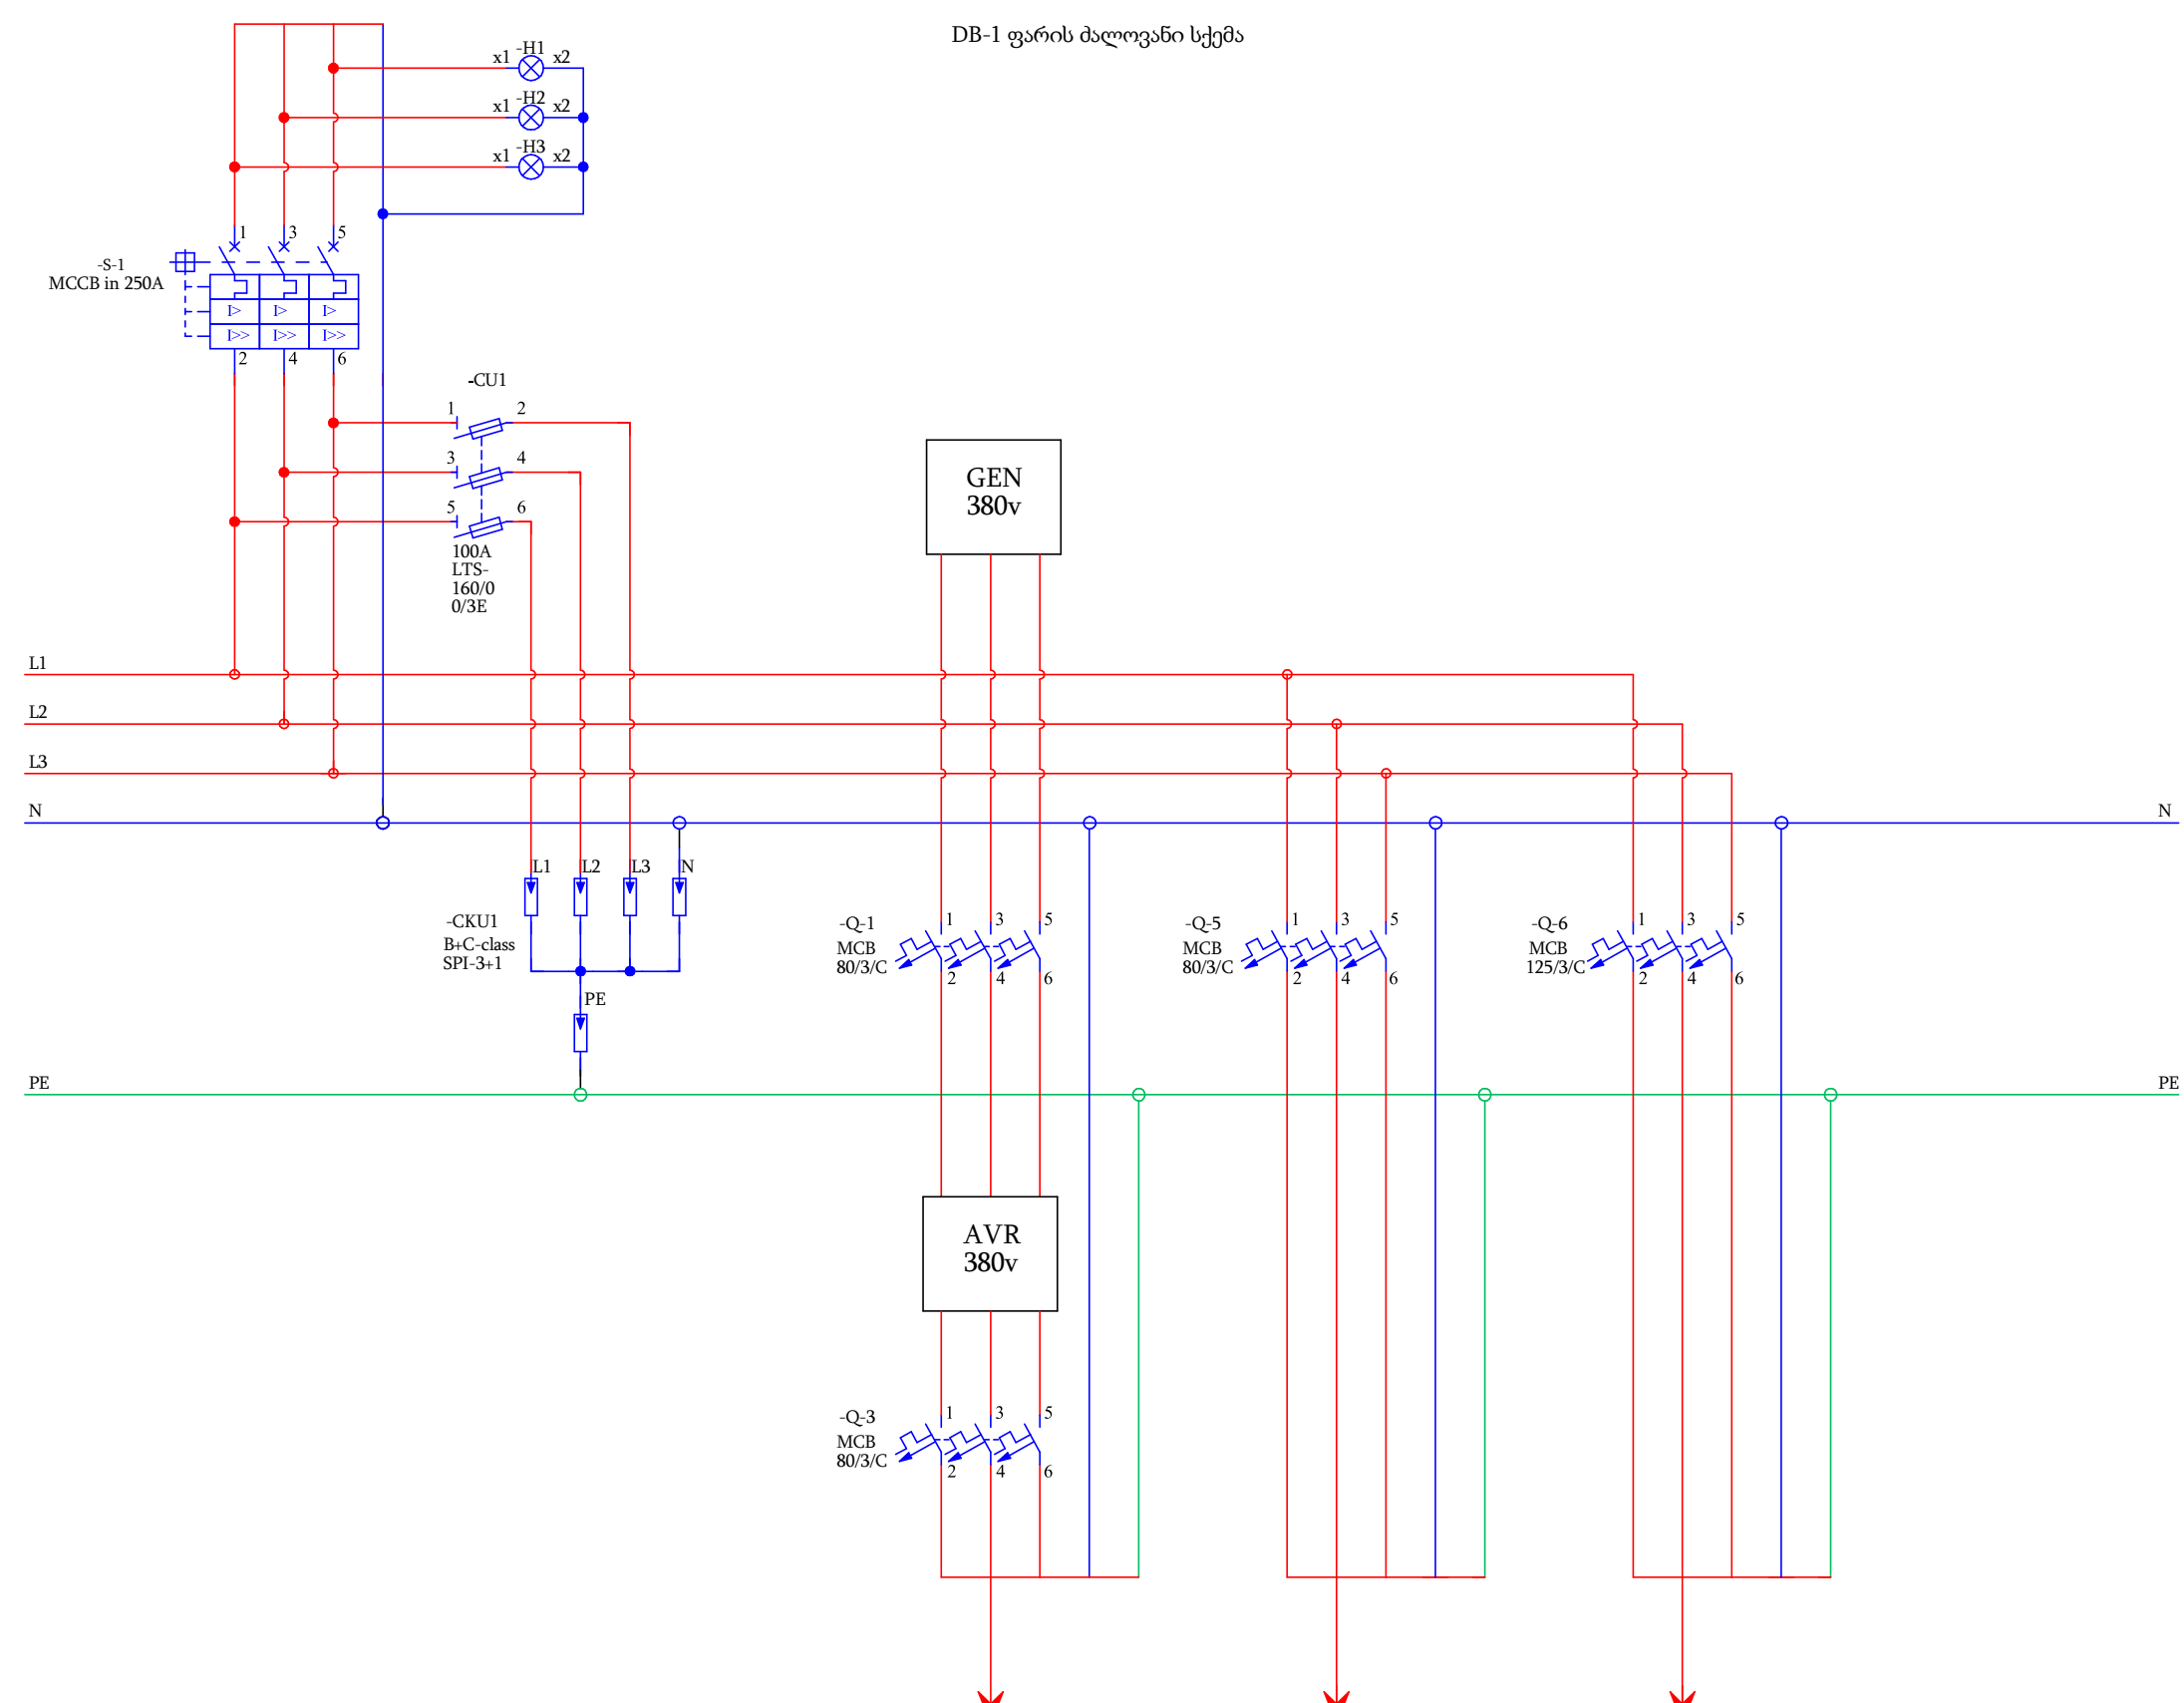 DB-1 ფარის ძალოვანი სქემა
x1 -H1 x2
x1 -H2 x2
x1 -H3 x2
1 3 5
-S-1
MCCB in 250A
I> I> I>
I>> I>> I>>
2 4 6
-CU1
1 2
3 4
5 6
100A
LTS-
160/0
0/3E
GEN
380v
L1
L2
L3
N N
L1 L2 L3 N
-CKU1
B+C-class
SPI-3+1
PE
-Q-1
MCB
80/3/C
1 3 5
2 4 6
-Q-5
MCB
80/3/C
1 3 5
2 4 6
-Q-6
MCB
125/3/C
1 3 5
2 4 6
PE PE
AVR
380v
-Q-3
MCB
80/3/C
1 3 5
2 4 6